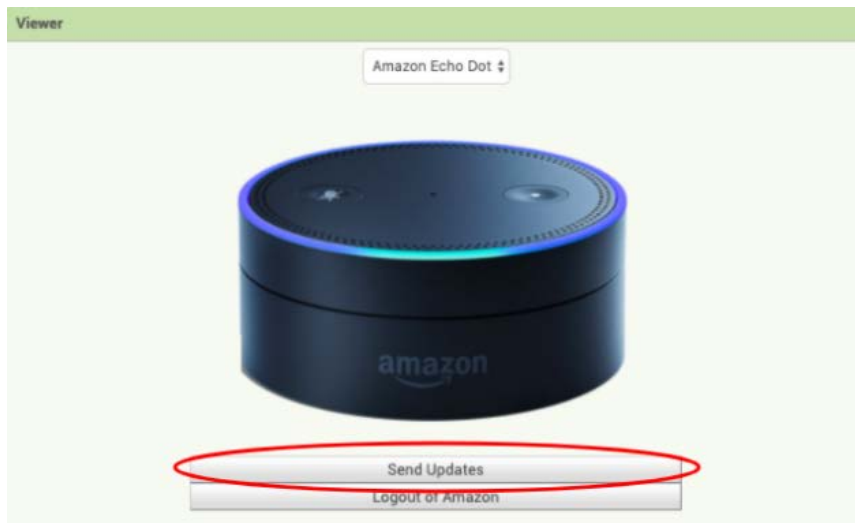 Viewer
Amazon Echo Dot
amazon
Send Updates
Logout of Amazon